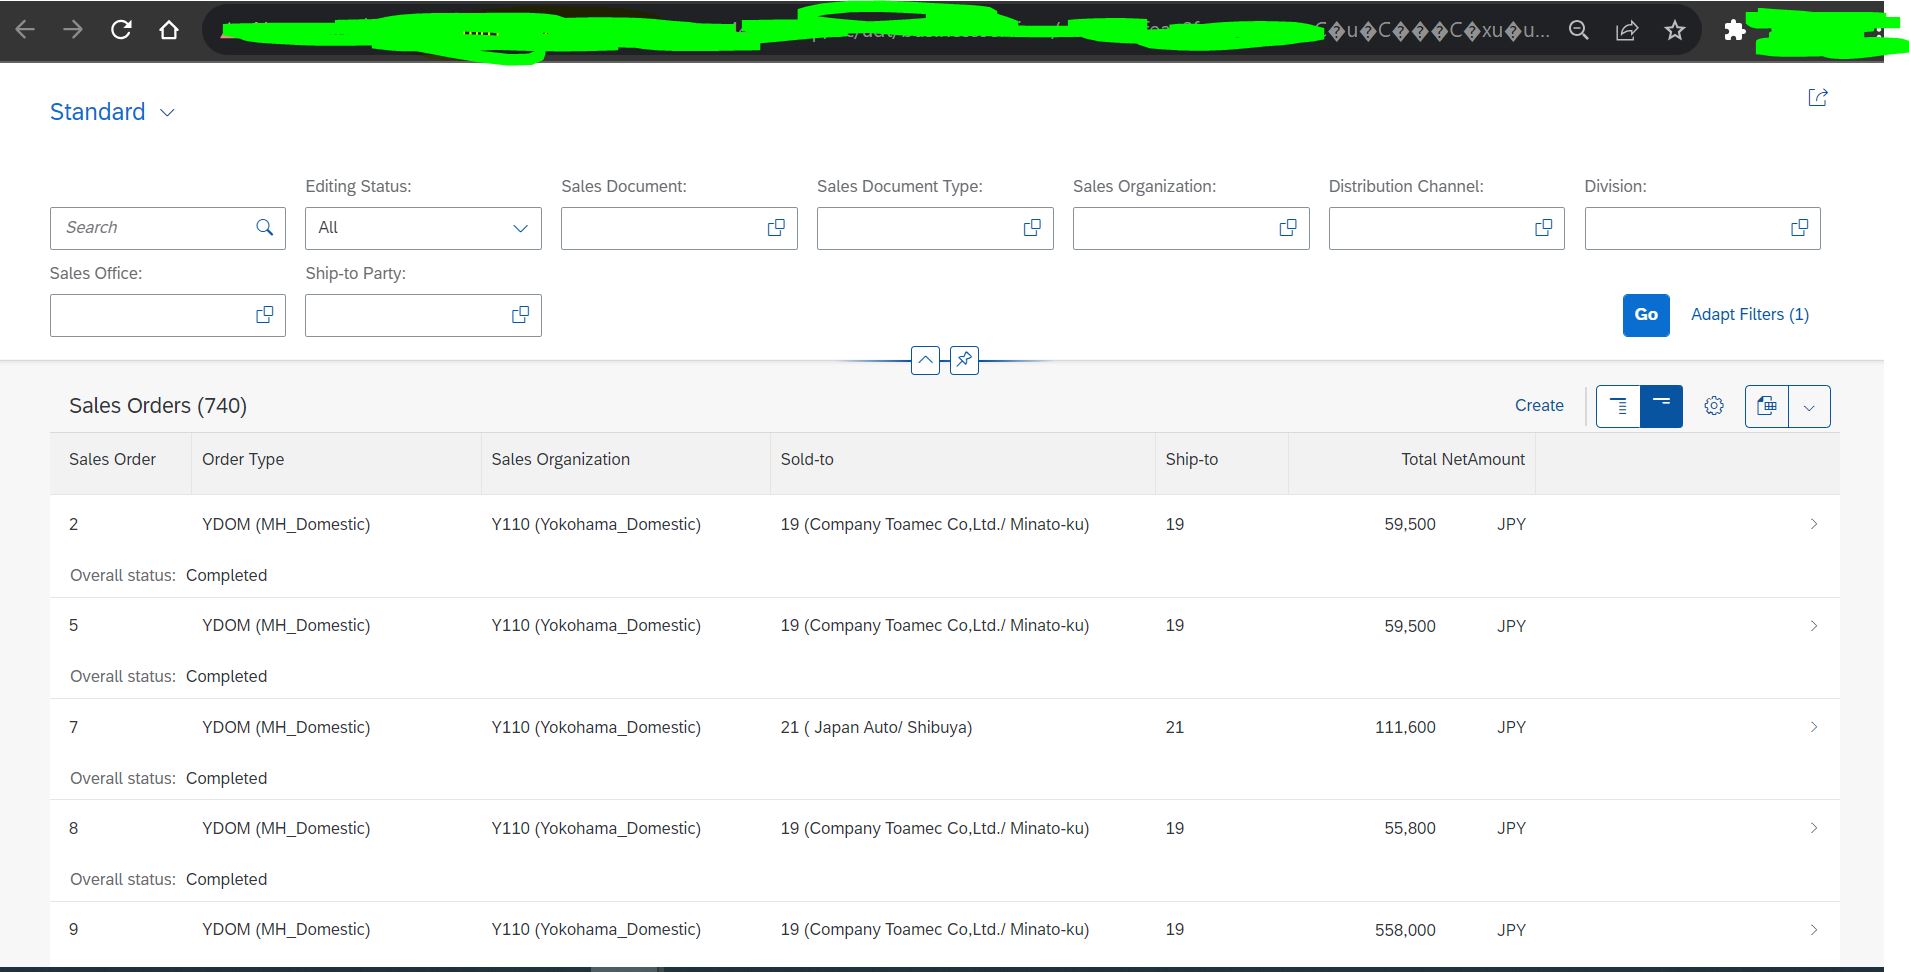 Standard
Editing Status: Sales Document: Sales Document Type: Sales Organization: Distribution Channel: Division:
Search All
Sales Office: Ship-to Party:
Go Adapt Filters (1)
Sales Orders (740) Create
Sales Order Order Type Sales Organization Sold-to Ship-to Total NetAmount
2 YDOM (MH_Domestic) Y110 (Yokohama_Domestic) 19 (Company Toamec Co,Ltd./ Minato-ku) 19 59,500 JPY
Overall status: Completed
5 YDOM (MH_Domestic) Y110 (Yokohama_Domestic) 19 (Company Toamec Co,Ltd./ Minato-ku) 19 59,500 JPY
Overall status: Completed
7 YDOM (MH_Domestic) Y110 (Yokohama_Domestic) 21 ( Japan Auto/ Shibuya) 21 111,600 JPY
Overall status: Completed
8 YDOM (MH_Domestic) Y110 (Yokohama_Domestic) 19 (Company Toamec Co,Ltd./ Minato-ku) 19 55,800 JPY
Overall status: Completed
9 YDOM (MH_Domestic) Y110 (Yokohama_Domestic) 19 (Company Toamec Co,Ltd./ Minato-ku) 19 558,000 JPY